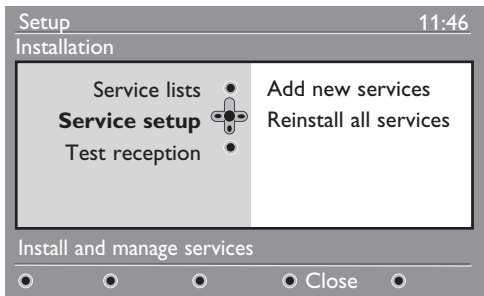 Setup 11:46
Installation
Service lists
Service setup
Test reception
Add new services
Reinstall all services
Install and manage services
Close